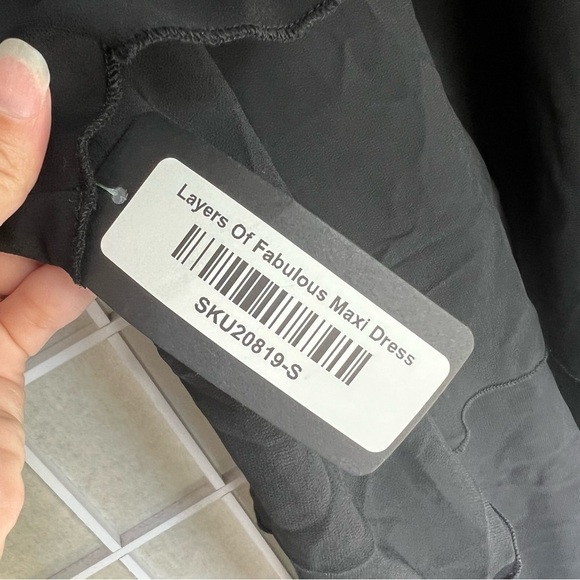 Layers Of Fabulous Maxi Dress
SKU20819-S